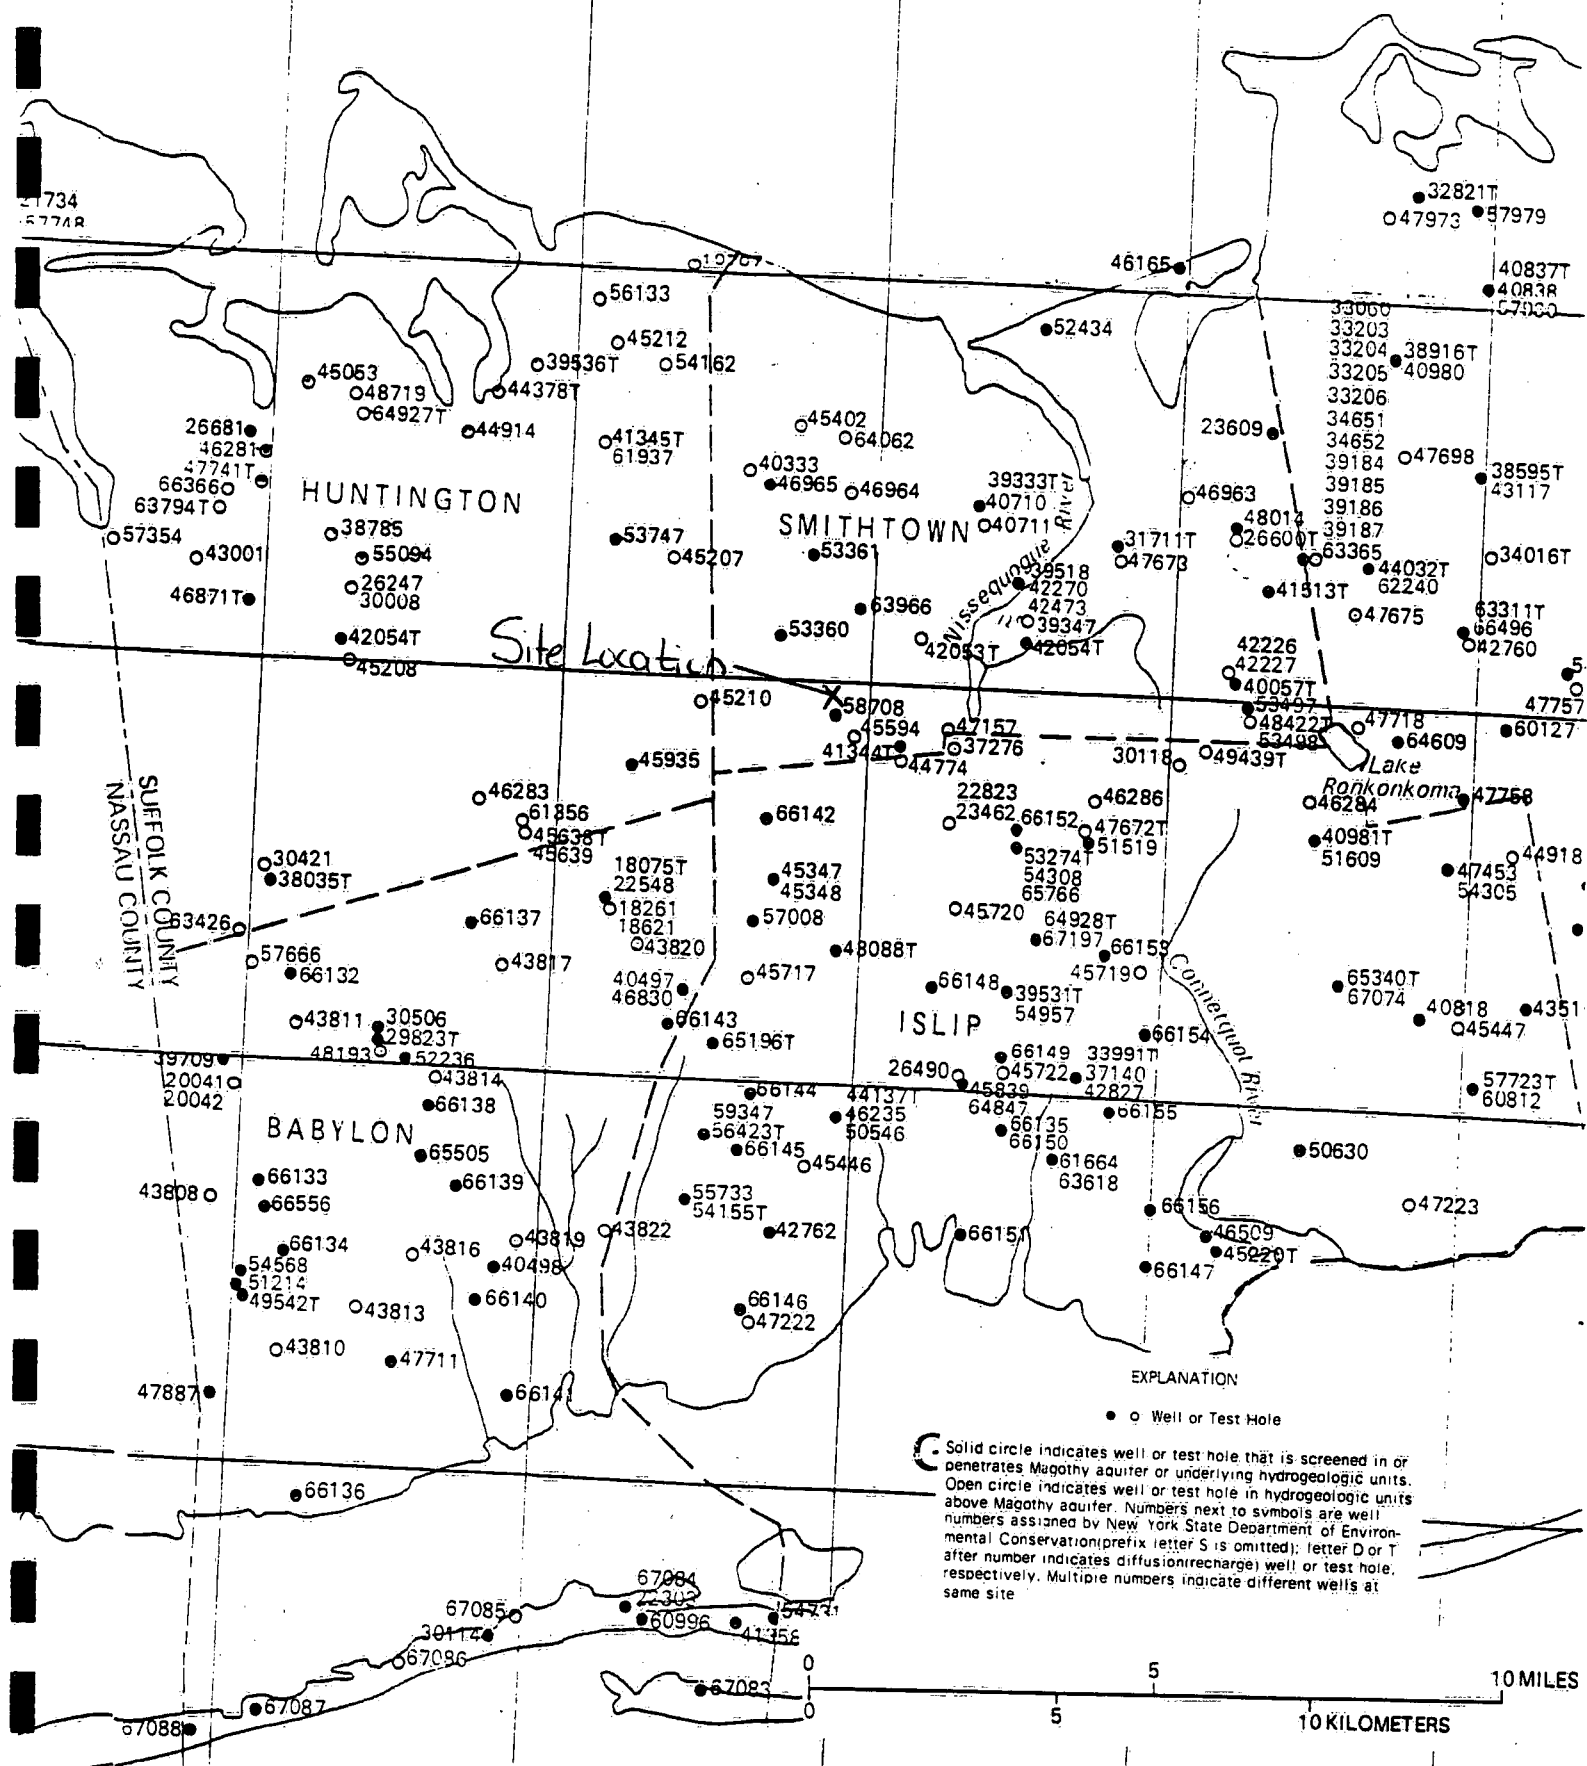 32821T
47973
57979
46165
40837T
40838
56133
33060
33203
33204
33205
33206
34651
34652
39184
39185
39186
39187
63365
52434
45212
54162
39536T
38916T
40980
45053
48719
44378T
64927T
26681
46281
47741T
66366
63794T
44914
41345T
61937
45402
64062
23609
47698
38595T
43117
HUNTINGTON
40333
46965
46964
39333T
40710
40711
46963
SMITHTOWN
River
Nissequogue
57354
43001
38785
55094
53747
45207
53361
31711T
47673
48014
26600T
34016T
44032T
62240
46871T
26247
30008
63966
39518
42270
42473
39347
42054T
41513T
47675
63311T
66496
42760
42054T
45208
Site Location
53360
42053T
42226
42227
40057T
53497
48422T
53498
45210
X
58708
45594
41344T
44774
47157
37276
47718
64609
47757
60127
45935
30118
49439T
Lake
Ronkonkoma
SUFFOLK COUNTY
NASSAU COUNTY
46283
61856
45638T
45639
66142
22823
23462
46286
46284
47758
66152
47672T
51519
40981T
51609
44918
30421
38035T
18075T
22548
18261
18621
43820
45347
45348
53274T
54308
65766
47453
54305
63426
66137
57008
45720
64928T
67197
57666
66132
43817
48088T
66153
45719
Connetquot River
40497
46830
45717
66148
39531T
54957
65340T
67074
43811
30506
29823T
48193
52236
66143
65196T
ISLIP
66154
40818
45447
4351
39709
20041
20042
43814
66138
66144
26490
66149
45722
45839
64847
66135
66150
33991T
37140
42827
66155
57723T
60812
BABYLON
59347
56423T
66145
44137T
46235
50546
45446
65505
61664
63618
50630
66133
43808
66556
66139
55733
54155T
42762
66156
47223
66134
43816
43819
43822
66151
46509
45220T
54568
51214
49542T
40498
66147
43813
66140
66146
47222
43810
47711
47887
66141
EXPLANATION
Well or Test Hole
Solid circle indicates well or test hole that is screened in or
penetrates Magothy aquifer or underlying hydrogeologic units.
Open circle indicates well or test hole in hydrogeologic units
above Magothy aquifer. Numbers next to symbols are well
numbers assigned by New York State Department of Environ-
mental Conservation(prefix letter S is omitted); letter D or T
after number indicates diffusion(recharge) well or test hole,
respectively. Multiple numbers indicate different wells at
same site
66136
67084
22303
60996
67085
30114
67086
67083
67087
67088
0 5 10 MILES
0 5 10 KILOMETERS